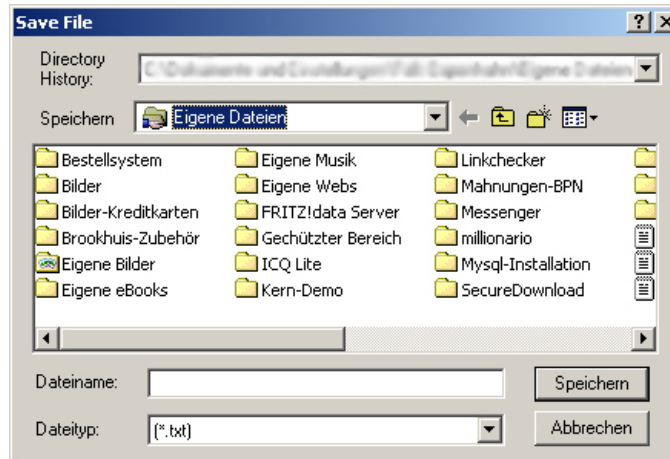 Save File
Directory
History:
Speichern Eigene Dateien
Bestellsystem Eigene Musik Linkchecker
Bilder Eigene Webs Mahnungen-BPN
Bilder-Kreditkarten FRITZ!data Server Messenger
Brookhuis-Zubehör Gechützter Bereich millionario
Eigene Bilder ICQ Lite Mysql-Installation
Eigene eBooks Kern-Demo SecureDownload
Dateiname: Speichern
Dateityp: (*.txt) Abbrechen